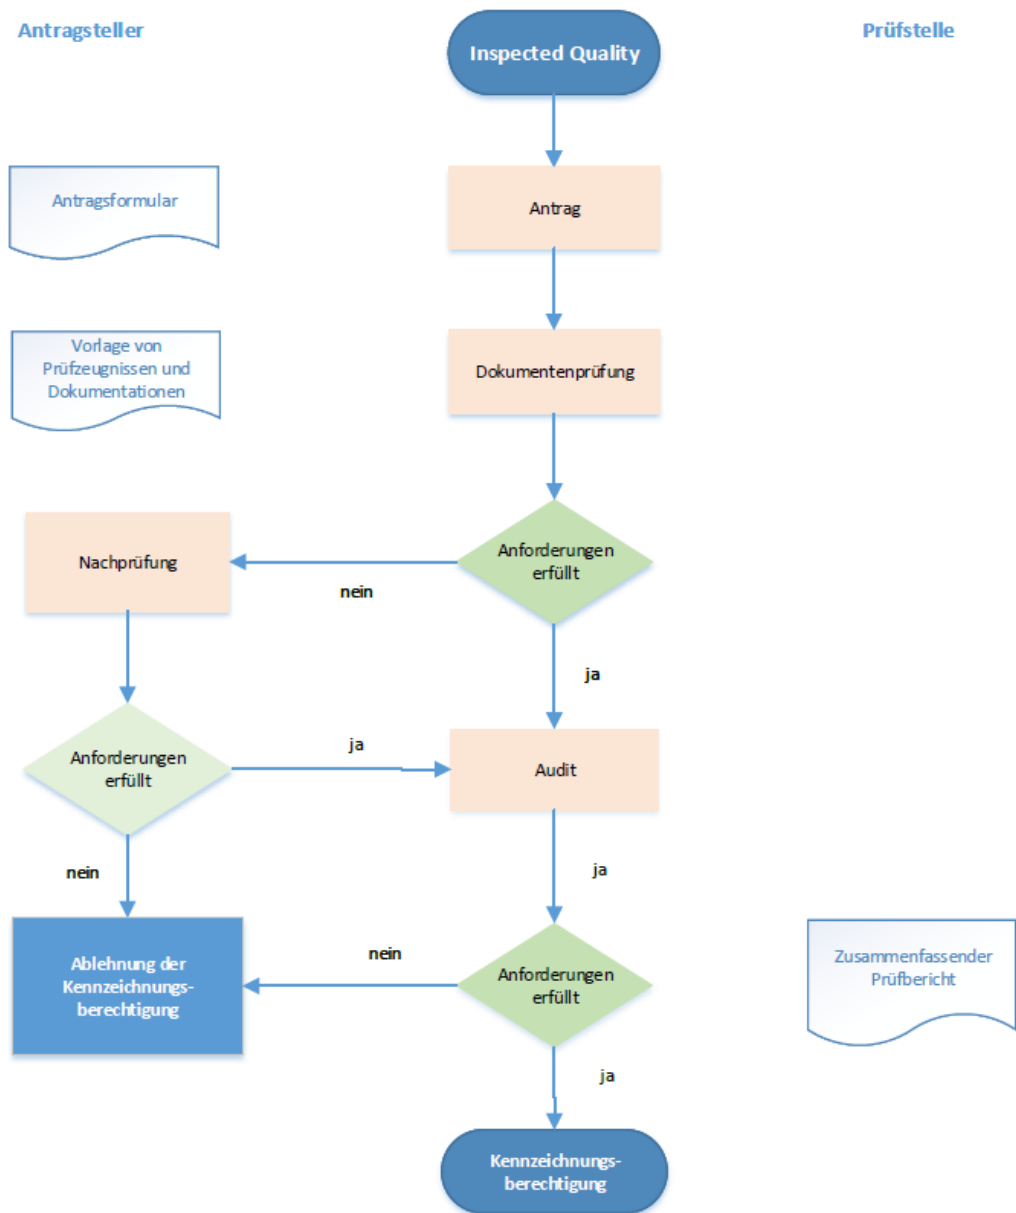 Antragsteller
Inspected Quality
Prüfstelle
Antragsformular
Antrag
Vorlage von
Prüfzeugnissen und
Dokumentationen
Dokumentenprüfung
Anforderungen
erfüllt
Nachprüfung
nein
ja
Anforderungen
erfüllt
ja
Audit
nein
ja
Ablehnung der
Kennzeichnungs-
berechtigung
nein
Anforderungen
erfüllt
Zusammenfassender
Prüfbericht
ja
Kennzeichnungs-
berechtigung